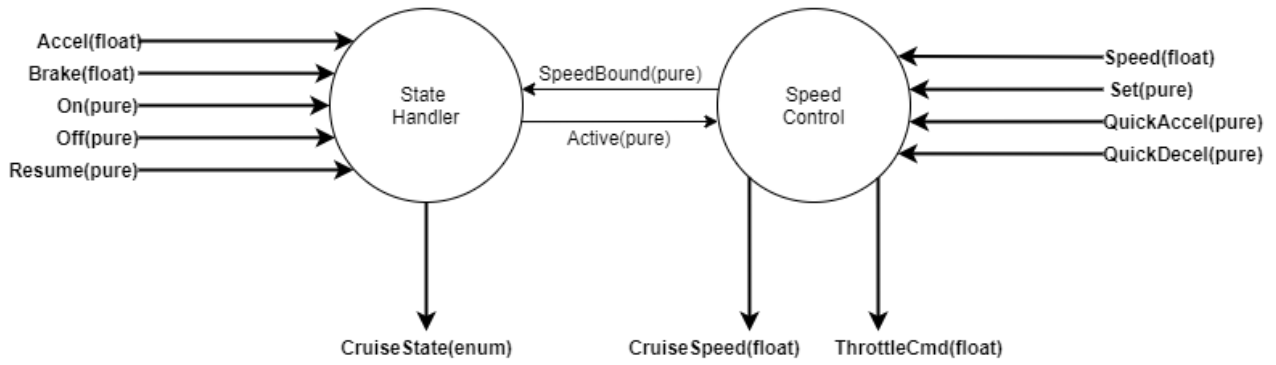 Accel(float)
Brake(float)
On(pure)
Off(pure)
Resume(pure)
State
Handler
SpeedBound(pure)
Active(pure)
Speed
Control
Speed(float)
Set(pure)
QuickAccel(pure)
QuickDecel(pure)
CruiseState(enum)
CruiseSpeed(float)
ThrottleCmd(float)